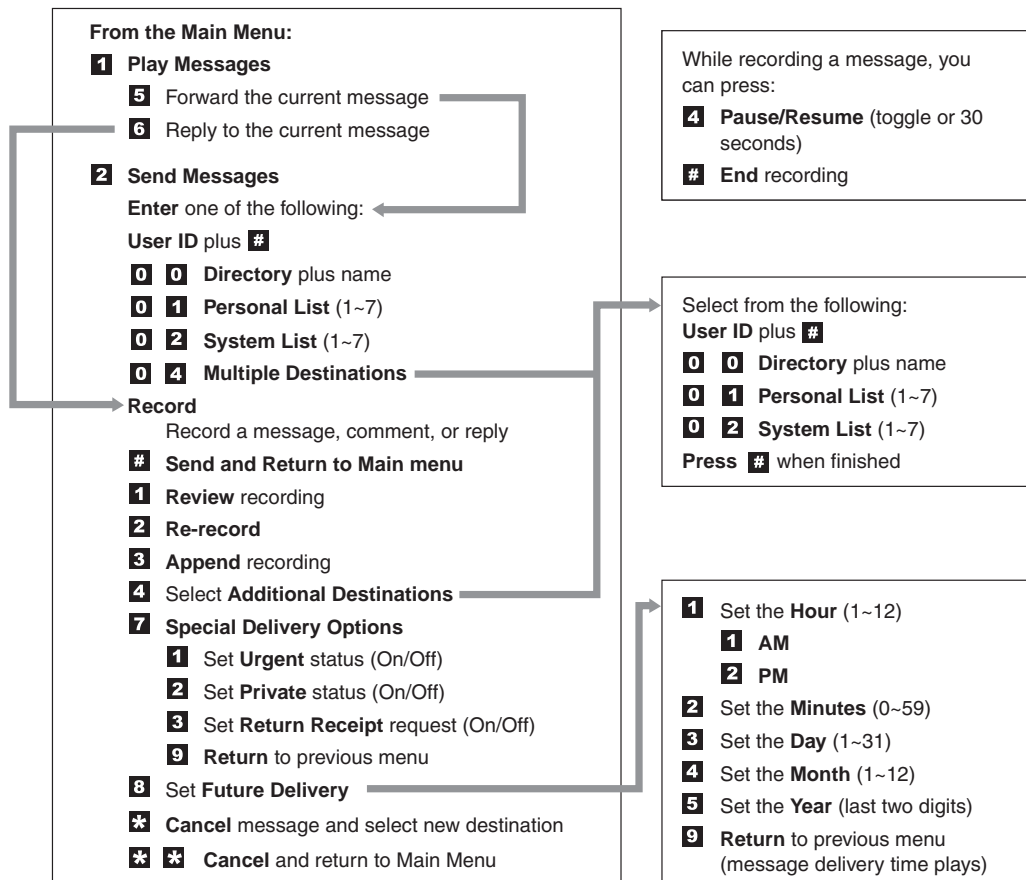 From the Main Menu:
1 Play Messages
5 Forward the current message
6 Reply to the current message
2 Send Messages
Enter one of the following:
User ID plus #
0 0 Directory plus name
0 1 Personal List (1~7)
0 2 System List (1~7)
0 4 Multiple Destinations
Record
Record a message, comment, or reply
# Send and Return to Main menu
1 Review recording
2 Re-record
3 Append recording
4 Select Additional Destinations
7 Special Delivery Options
1 Set Urgent status (On/Off)
2 Set Private status (On/Off)
3 Set Return Receipt request (On/Off)
9 Return to previous menu
8 Set Future Delivery
* Cancel message and select new destination
* * Cancel and return to Main Menu
While recording a message, you
can press:
4 Pause/Resume (toggle or 30
seconds)
# End recording
Select from the following:
User ID plus #
0 0 Directory plus name
0 1 Personal List (1~7)
0 2 System List (1~7)
Press # when finished
1 Set the Hour (1~12)
1 AM
2 PM
2 Set the Minutes (0~59)
3 Set the Day (1~31)
4 Set the Month (1~12)
5 Set the Year (last two digits)
9 Return to previous menu
(message delivery time plays)